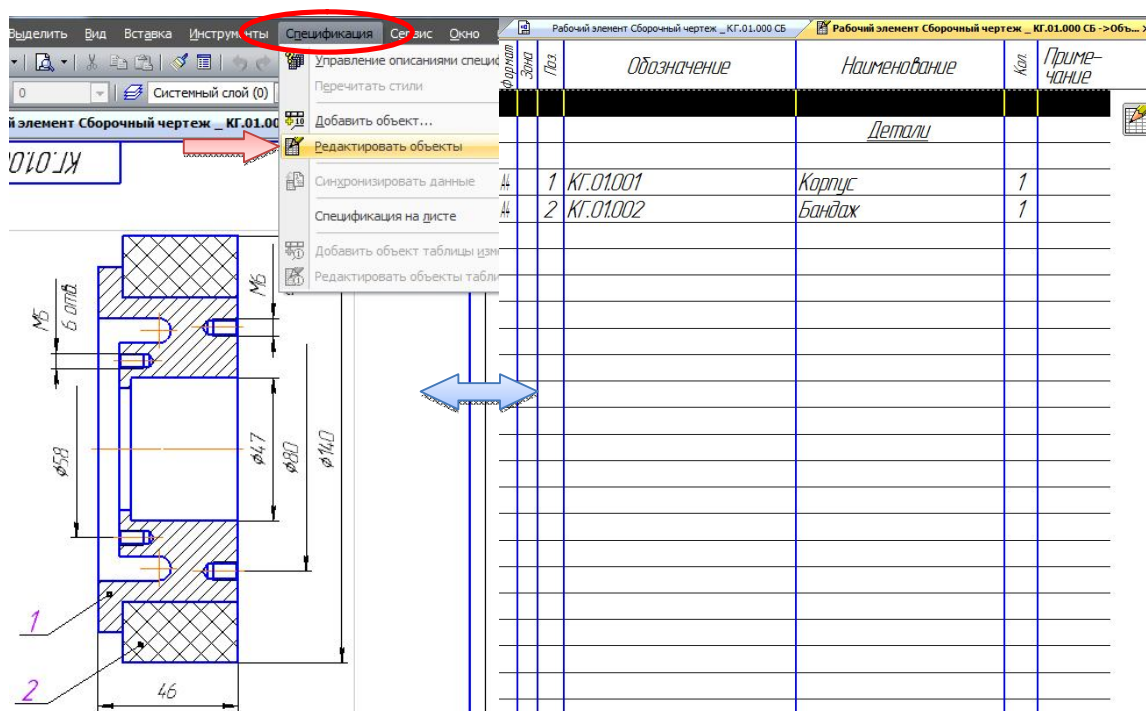 Выделить Вид Вставка Инструменты Спецификация Сервис Окно
0 Системный слой (0)
й элемент Сборочный чертеж _ КГ.01.00
Управление описаниями специф
Перечитать стили
Добавить объект...
Редактировать объекты
Синхронизировать данные
Спецификация на листе
Добавить объект таблицы изм
Редактировать объекты табли
М5
6 отв.
М6
⌀58
⌀47
⌀80
⌀140
1
2
46
Рабочий элемент Сборочный чертеж _ КГ.01.000 СБ
Рабочий элемент Сборочный чертеж _ КГ.01.000 СБ ->Объ...
формат Зона Поз. Обозначение Наименование Кол. Приме-
чание
Детали
А4 1 КГ.01.001 Корпус 1
А4 2 КГ.01.002 Бандаж 1